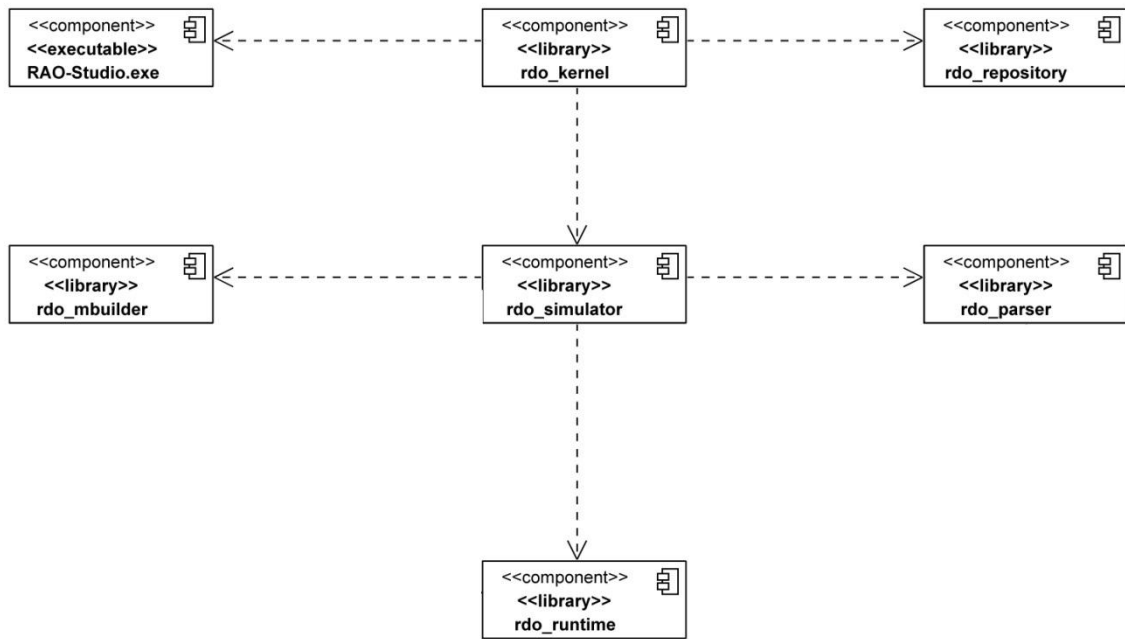 <<component>>
<<executable>>
RAO-Studio.exe
<<component>>
<<library>>
rdo_kernel
<<component>>
<<library>>
rdo_repository
<<component>>
<<library>>
rdo_mbuilder
<<component>>
<<library>>
rdo_simulator
<<component>>
<<library>>
rdo_parser
<<component>>
<<library>>
rdo_runtime